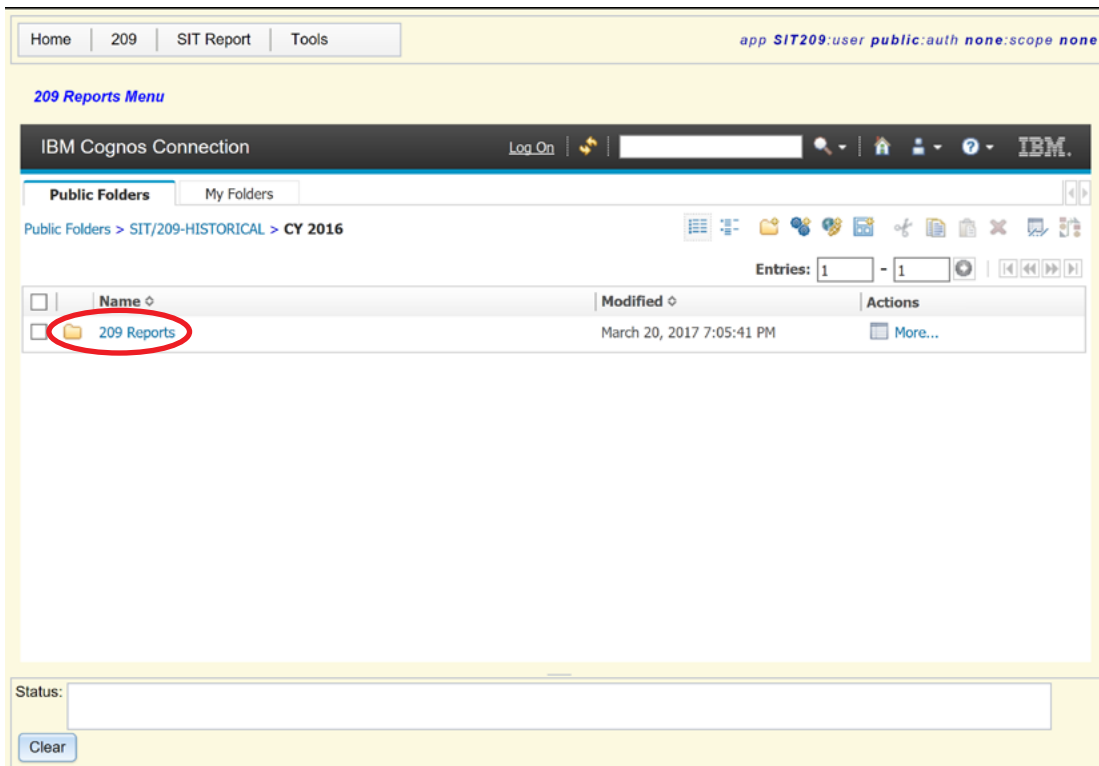 Home 209 SIT Report Tools app SIT209:user public:auth none:scope none
209 Reports Menu
IBM Cognos Connection Log On IBM.
Public Folders My Folders
Public Folders > SIT/209-HISTORICAL > CY 2016
Entries: 1 - 1
Name Modified Actions
209 Reports March 20, 2017 7:05:41 PM More...
Status:
Clear